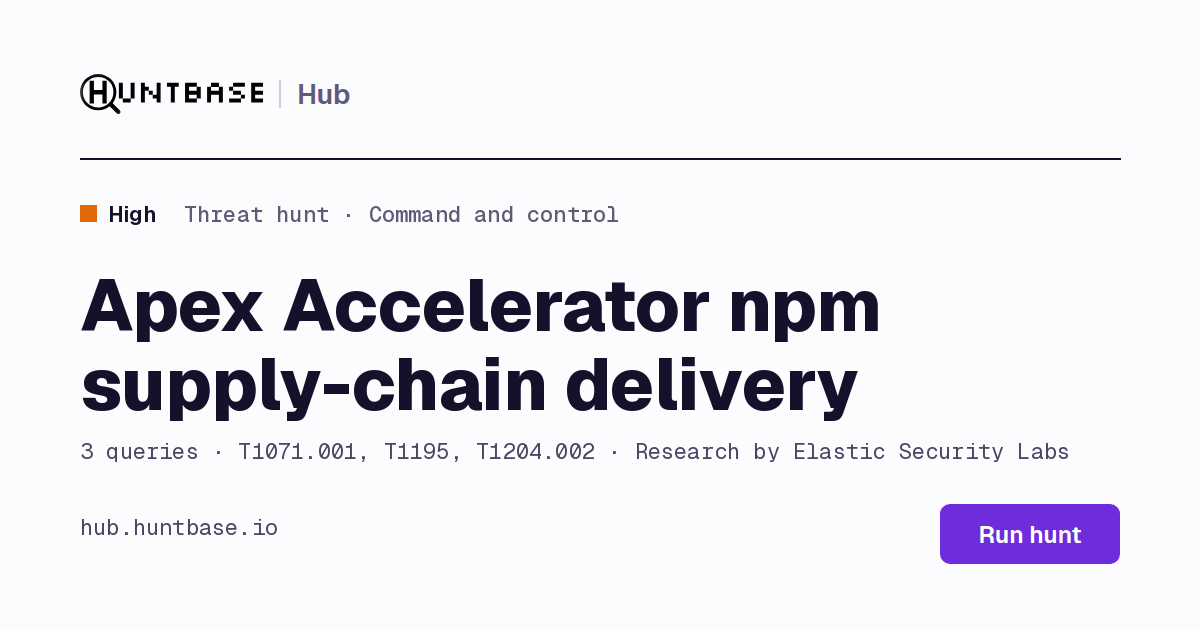 HUNTBASE Hub
High Threat hunt · Command and control
Apex Accelerator npm
supply-chain delivery
3 queries · T1071.001, T1195, T1204.002 · Research by Elastic Security Labs
hub.huntbase.io
Run hunt